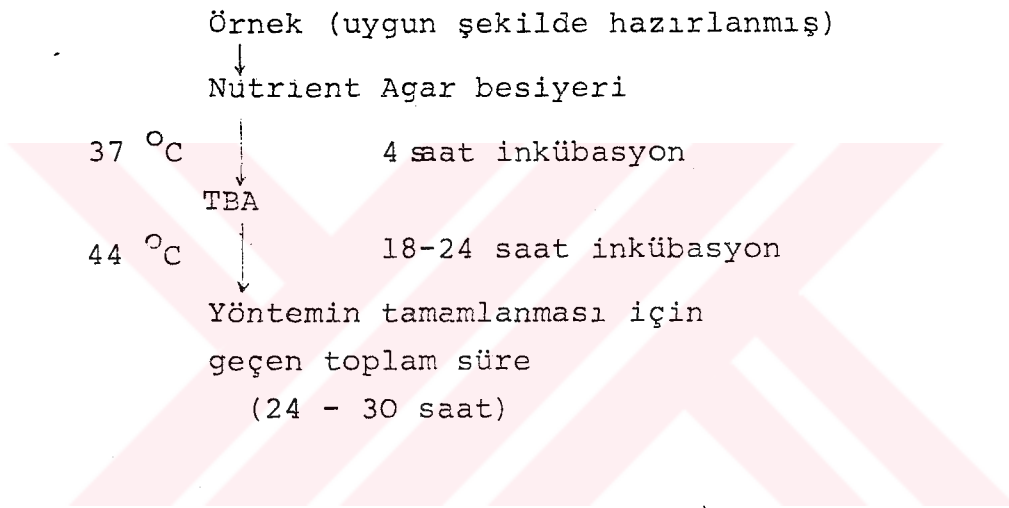 Örnek (uygun şekilde hazırlanmış)
Nutrient Agar besiyeri
37 °C 4 saat inkübasyon
TBA
44 °C 18-24 saat inkübasyon
Yöntemin tamamlanması için
geçen toplam süre
(24 - 30 saat)